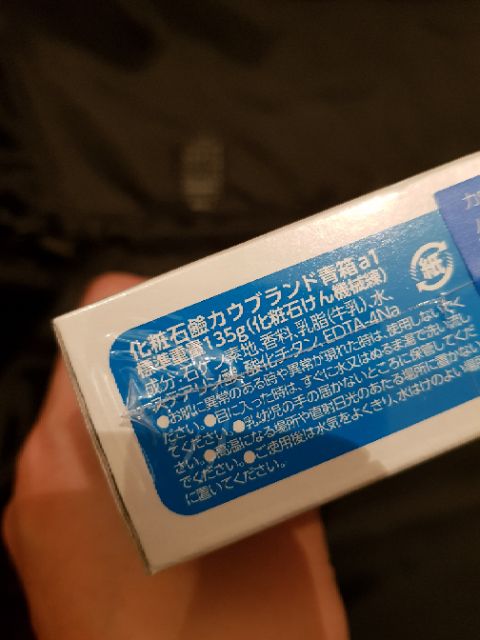 化粧石鹸カウブランド青箱a1
標準重量135g(化粧石けん機械練)
成分:石ケン素地、香料、乳脂(牛乳)、水、
ステアリン酸、酸化チタン、EDTA-4Na
●お肌に異常のある時や異常が現れた時は、使用しないでく
ださい。●目に入った時は、すぐに水又はぬるま湯で洗い流し
てください。●乳幼児の手の届かないところに保管してくだ
さい。●高温になる場所や直射日光のあたる場所に置かない
でください。●ご使用後は水気をよくきり、水はけのよい場所
に置いてください。
紙
カ